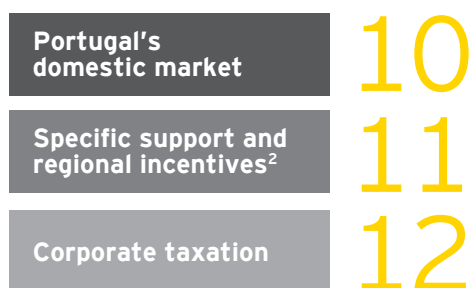 Portugal's
domestic market
10
Specific support and
regional incentives²
11
Corporate taxation
12